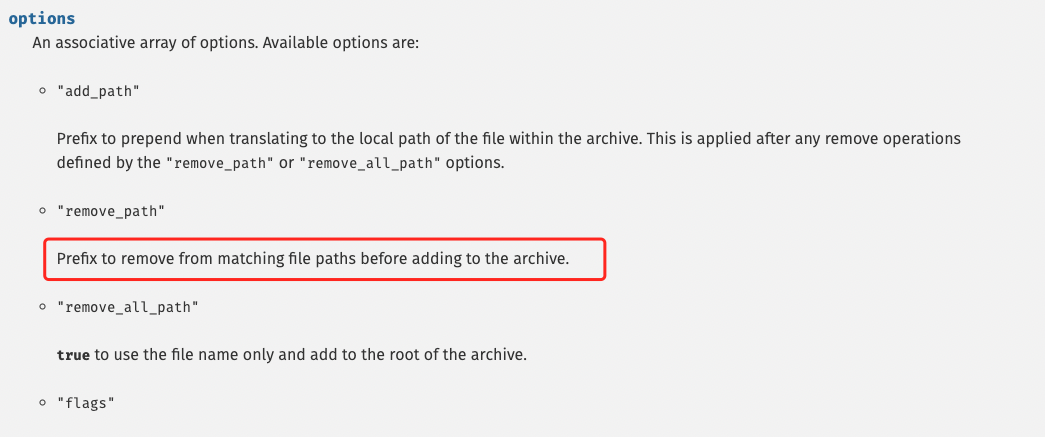 options
An associative array of options. Available options are:
"add_path"
Prefix to prepend when translating to the local path of the file within the archive. This is applied after any remove operations
defined by the "remove_path" or "remove_all_path" options.
"remove_path"
Prefix to remove from matching file paths before adding to the archive.
"remove_all_path"
true to use the file name only and add to the root of the archive.
"flags"